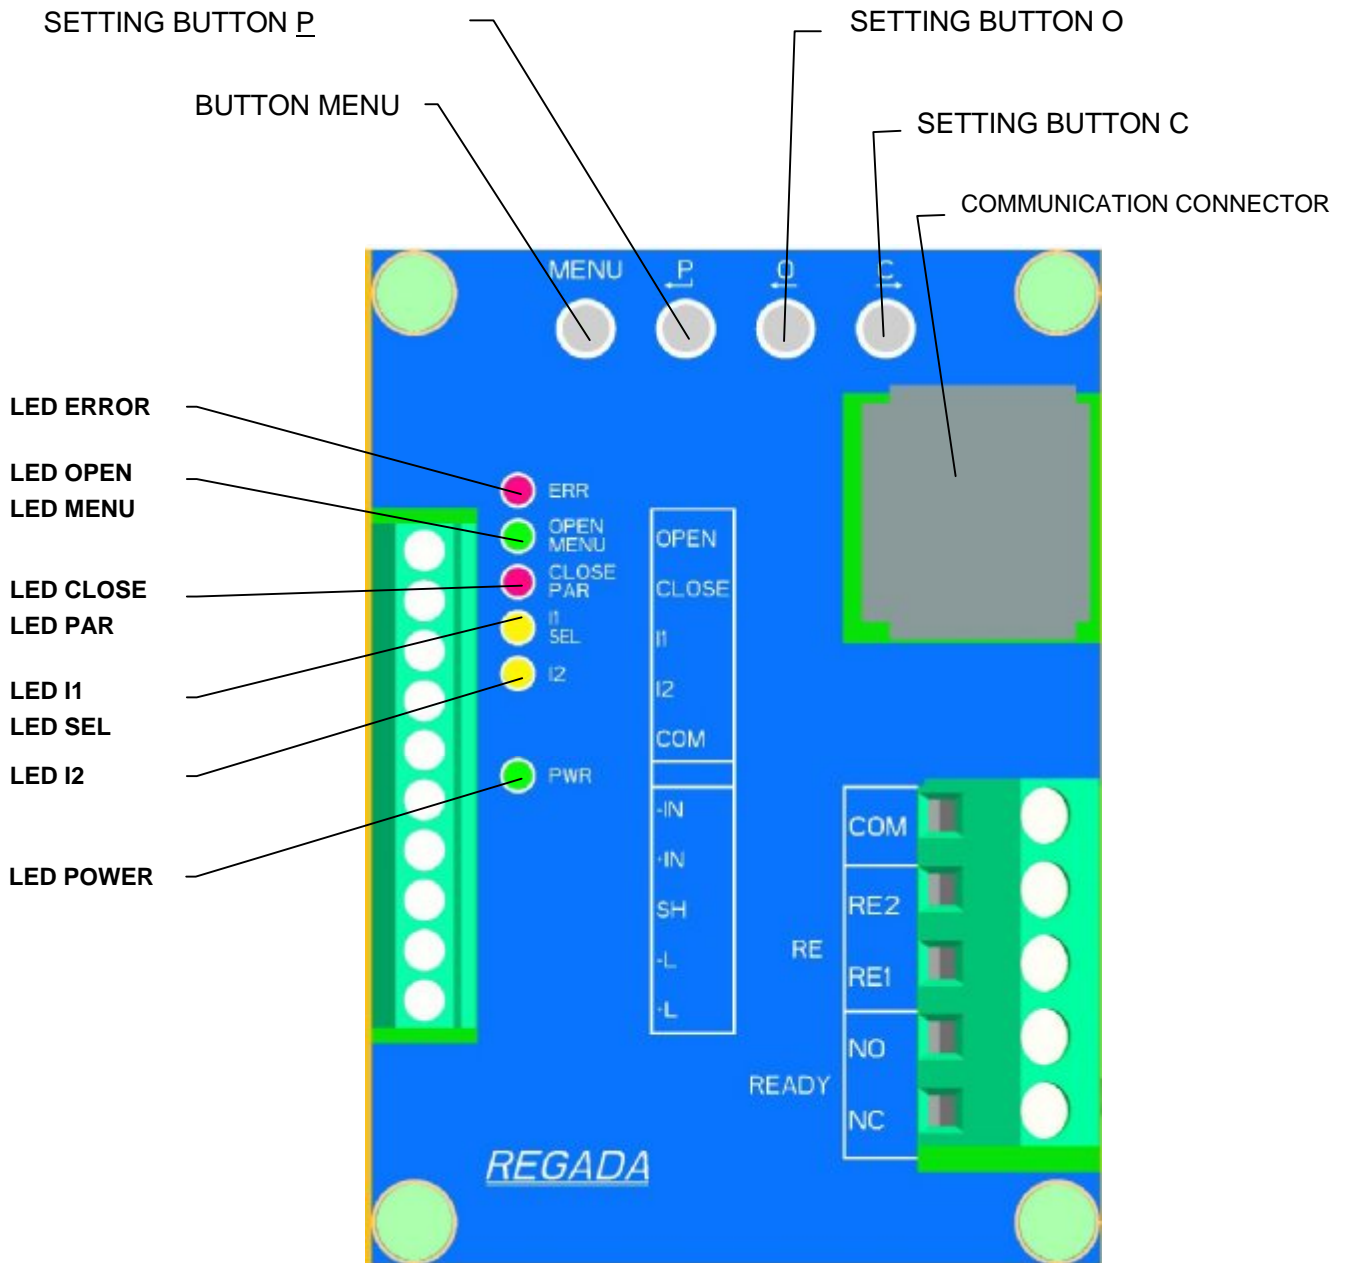 SETTING BUTTON P
SETTING BUTTON O
BUTTON MENU
SETTING BUTTON C
COMMUNICATION CONNECTOR
MENU P O C
LED ERROR
LED OPEN
LED MENU
LED CLOSE
LED PAR
LED I1
LED SEL
LED I2
LED POWER
ERR
OPEN
MENU
CLOSE
PAR
I1
SEL
I2
PWR
OPEN
CLOSE
I1
I2
COM
-IN
+IN
SH
-L
+L
COM
RE2
RE
RE1
NO
READY
NC
REGADA